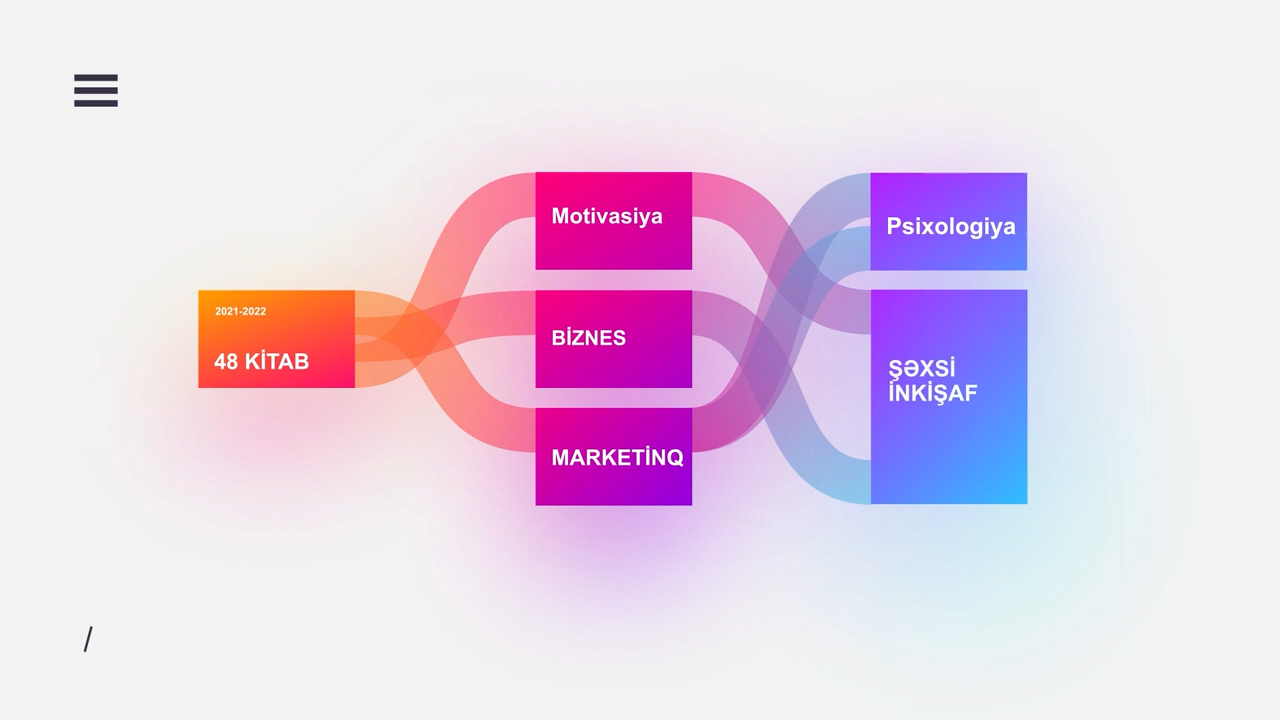 2021-2022
48 KİTAB
Motivasiya
BİZNES
MARKETİNQ
Psixologiya
ŞƏXSİ
İNKİŞAF
/